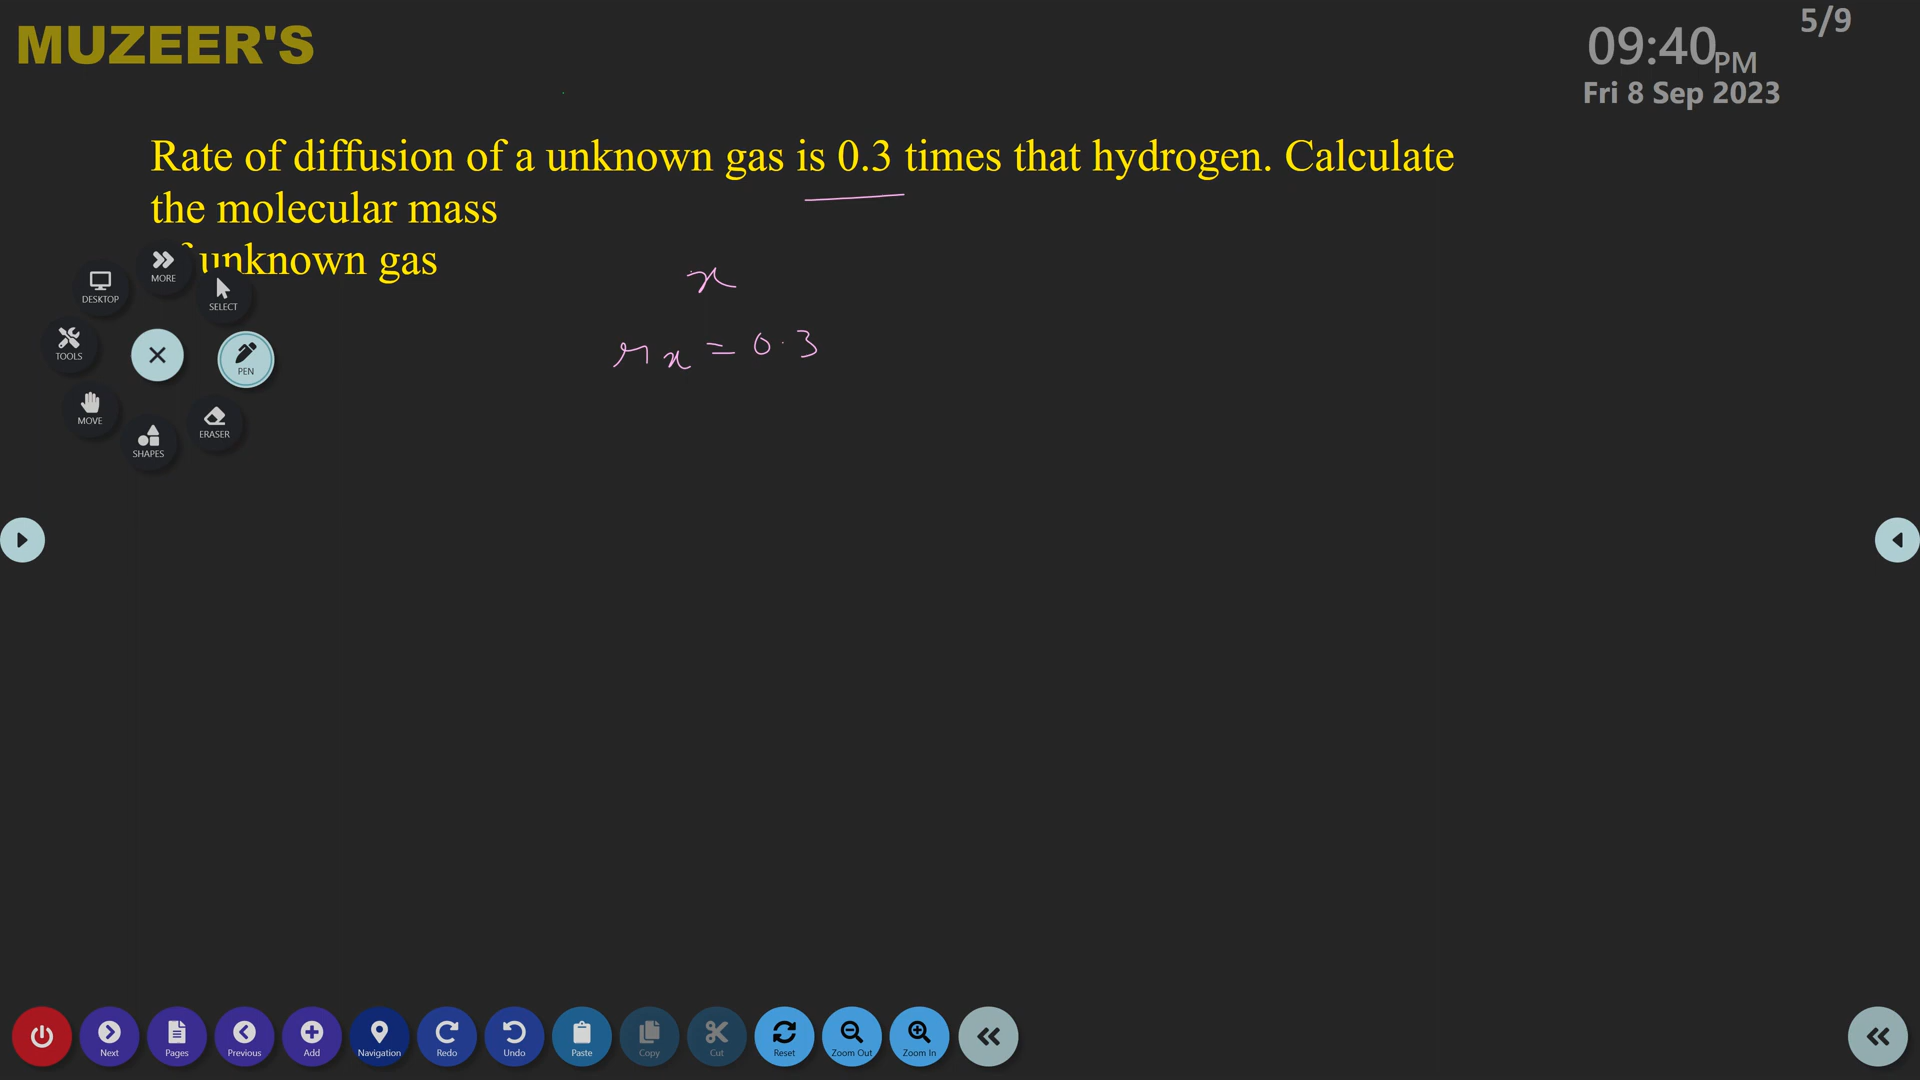 MUZEER'S
09:40PM
5/9
Fri 8 Sep 2023
Rate of diffusion of a unknown gas is 0.3 times that hydrogen. Calculate
the molecular mass
unknown gas
x
rx = 0.3
MORE
DESKTOP
SELECT
TOOLS
PEN
MOVE
ERASER
SHAPES
Next
Pages
Previous
Add
Navigation
Redo
Undo
Paste
Copy
Cut
Reset
Zoom Out
Zoom In